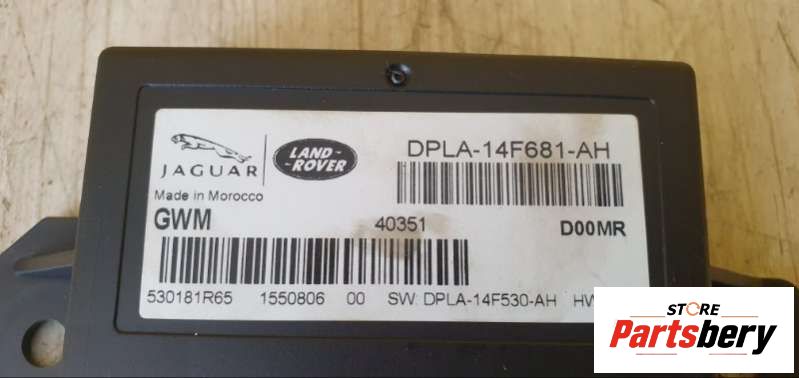 JAGUAR
LAND-
-ROVER
DPLA-14F681-AH
Made in Morocco
GWM 40351 D00MR
530181R65 1550806 00 SW: DPLA-14F530-AH HW
STORE
Partsbery